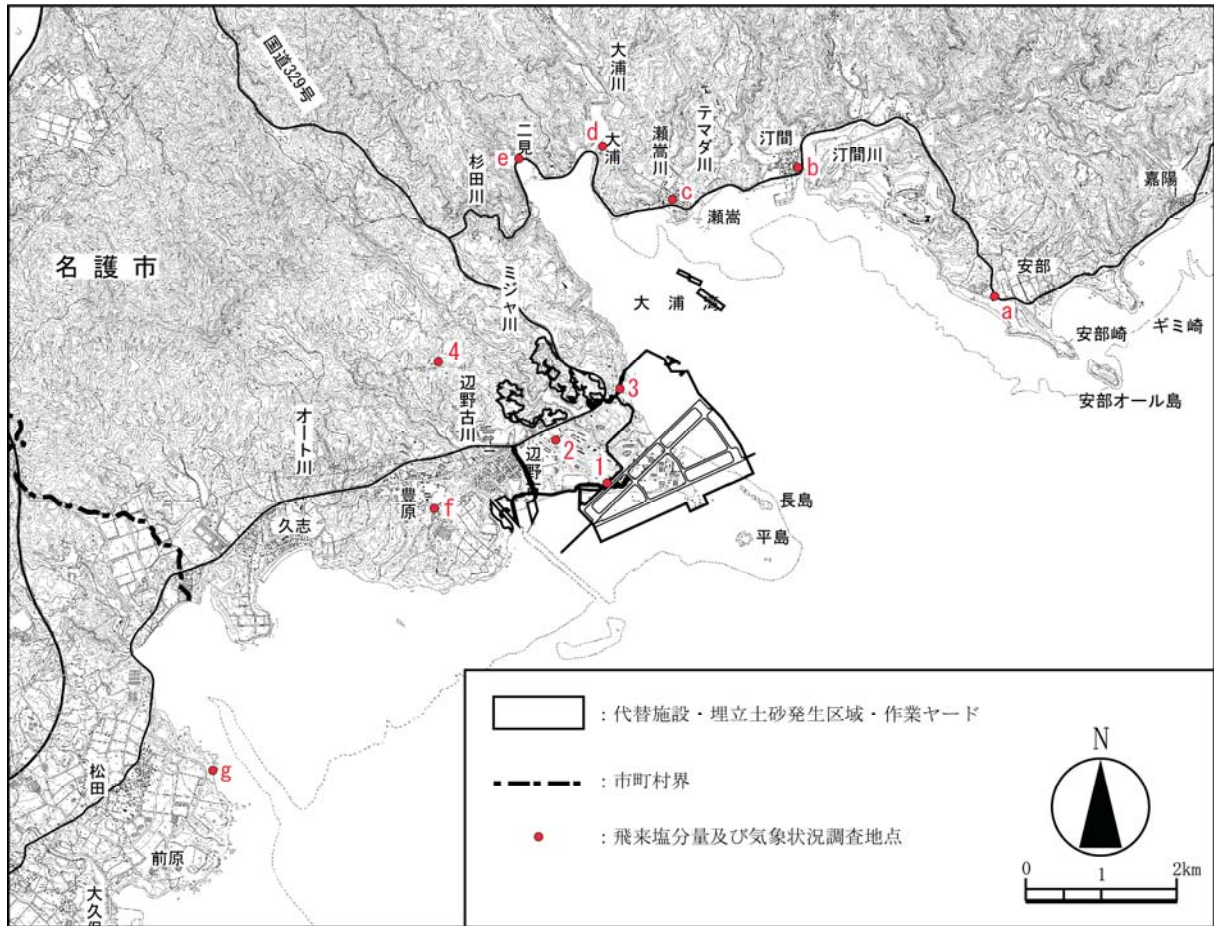 国道329号
大浦川
二見
d
大浦
e
杉田川
瀬嵩川
テマダ川
汀間
b
汀間川
嘉陽
c
瀬嵩
名護市
ミジャ川
大浦湾
安部
a
安部崎
ギミ崎
安部オール島
4
辺野古川
3
オートﾞ川
2
辺野
1
豊原
f
久志
長島
平島
g
松田
前原
大久保
：代替施設・埋立土砂発生区域・作業ヤード
：市町村界
：飛来塩分量及び気象状況調査地点
N
0 1 2km